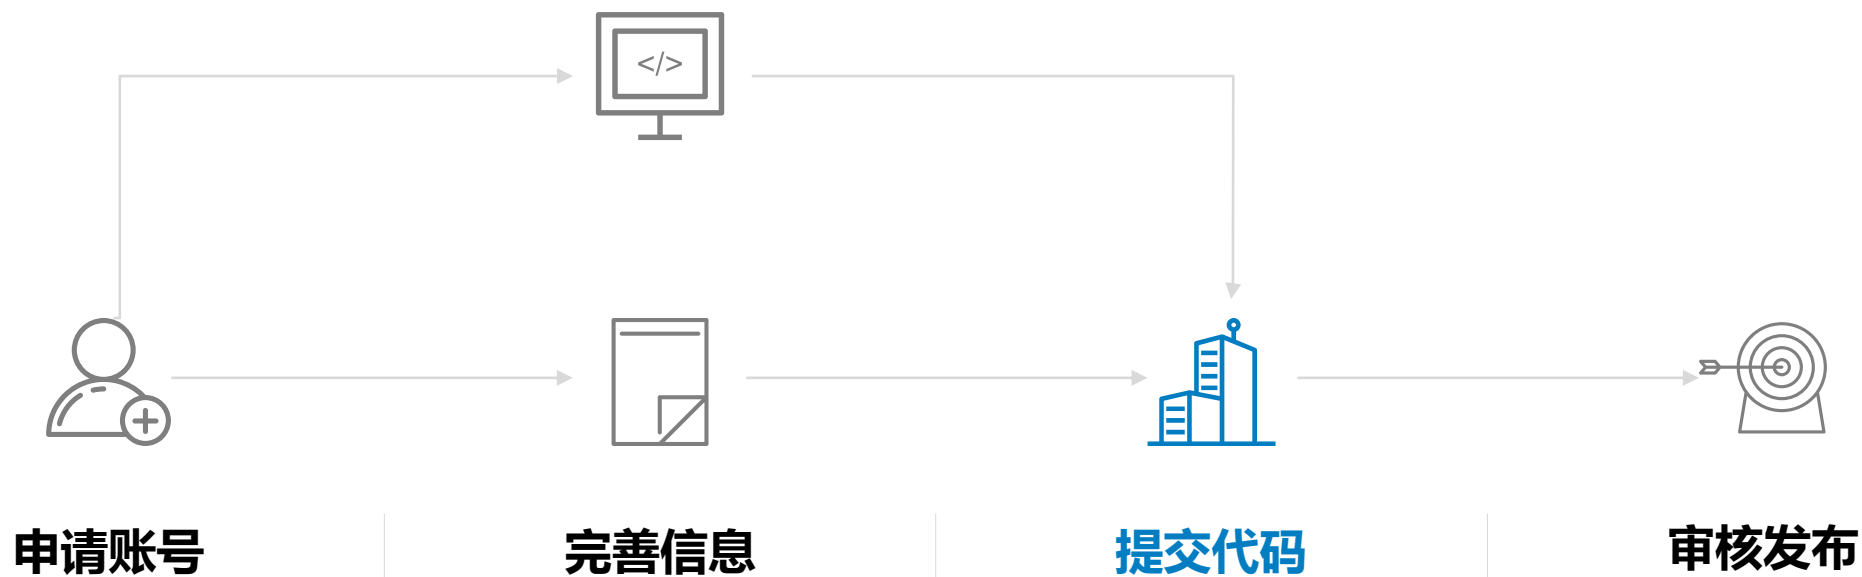 </>
申请账号
完善信息
提交代码
审核发布